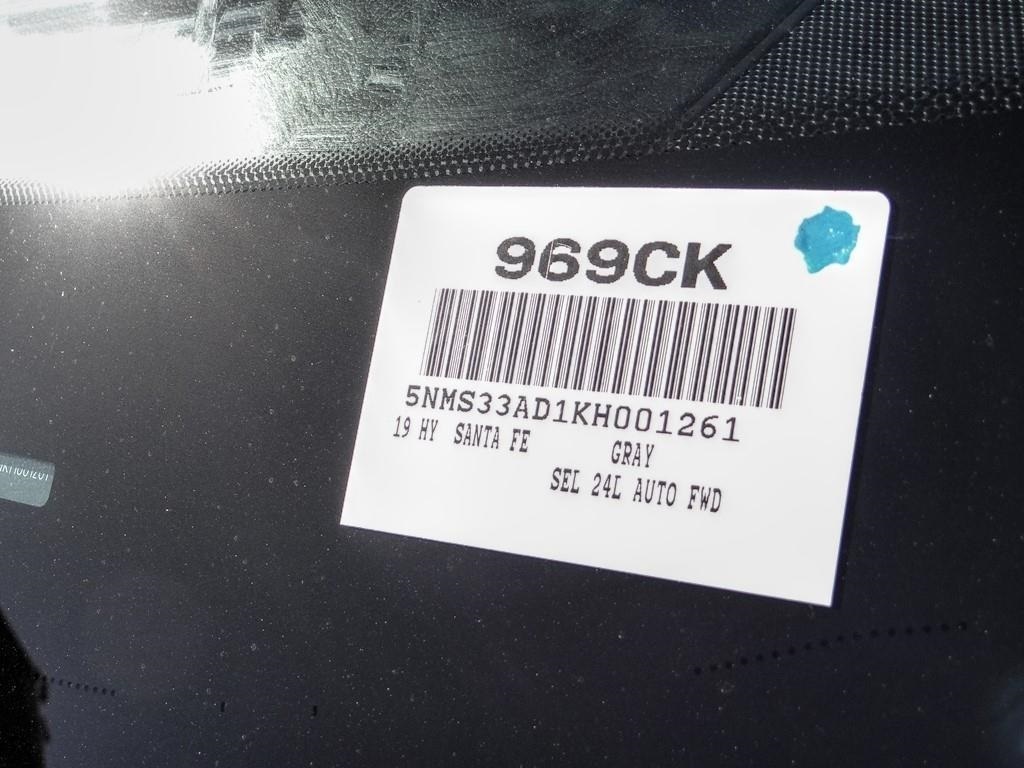 969CK
5NMS33AD1KH001261
19 HY SANTA FE GRAY
SEL 24L AUTO FWD